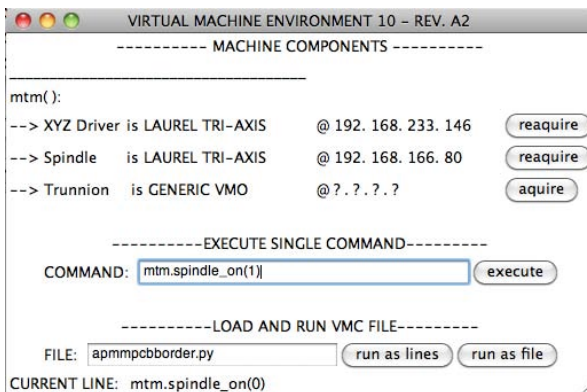 VIRTUAL MACHINE ENVIRONMENT 10 – REV. A2
---------- MACHINE COMPONENTS ----------
mtm( ):
--> XYZ Driver is LAUREL TRI-AXIS @ 192. 168. 233. 146 reaquire
--> Spindle is LAUREL TRI-AXIS @ 192. 168. 166. 80 reaquire
--> Trunnion is GENERIC VMO @ ? . ? . ? . ? aquire
----------EXECUTE SINGLE COMMAND---------
COMMAND: mtm.spindle_on(1) execute
----------LOAD AND RUN VMC FILE---------
FILE: apmmpcbborder.py run as lines run as file
CURRENT LINE: mtm.spindle_on(0)